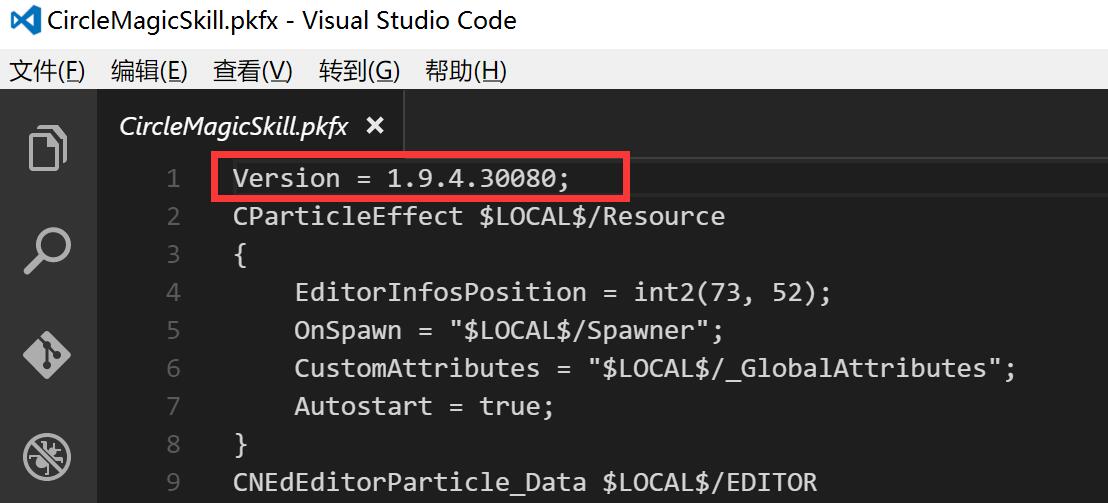 CircleMagicSkill.pkfx - Visual Studio Code
文件(F) 编辑(E) 查看(V) 转到(G) 帮助(H)
CircleMagicSkill.pkfx ×
1 Version = 1.9.4.30080;
2 CParticleEffect $LOCAL$/Resource
3 {
4 EditorInfosPosition = int2(73, 52);
5 OnSpawn = "$LOCAL$/Spawner";
6 CustomAttributes = "$LOCAL$/_GlobalAttributes";
7 Autostart = true;
8 }
9 CNEdEditorParticle_Data $LOCAL$/EDITOR